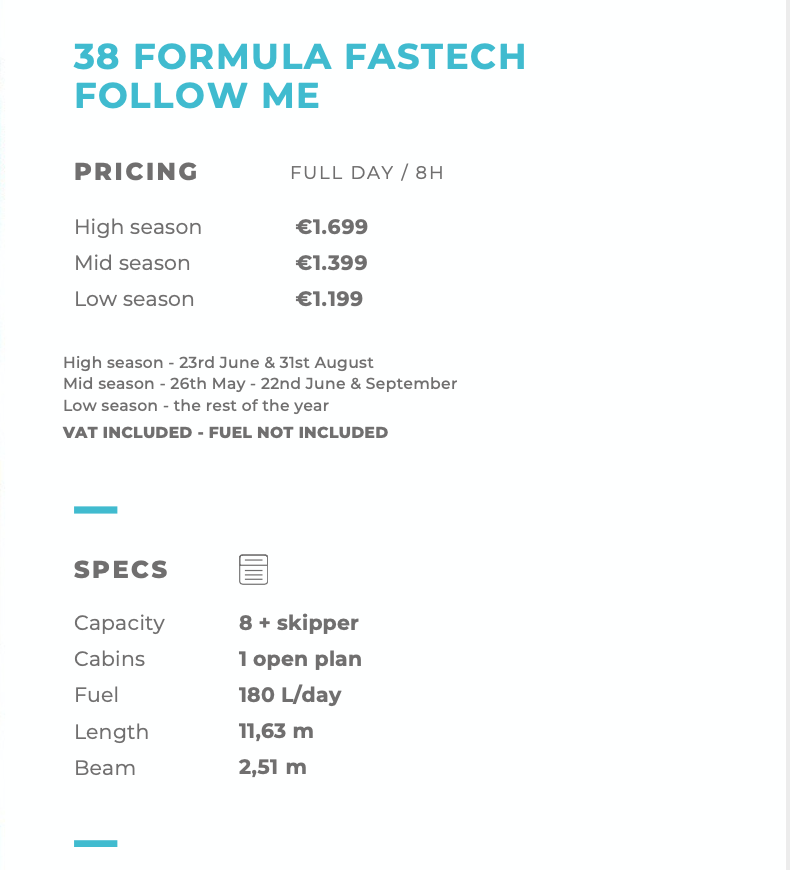 38 FORMULA FASTECH
FOLLOW ME
PRICING FULL DAY / 8H
High season €1.699
Mid season €1.399
Low season €1.199
High season - 23rd June & 31st August
Mid season - 26th May - 22nd June & September
Low season - the rest of the year
VAT INCLUDED - FUEL NOT INCLUDED
SPECS
Capacity 8 + skipper
Cabins 1 open plan
Fuel 180 L/day
Length 11,63 m
Beam 2,51 m